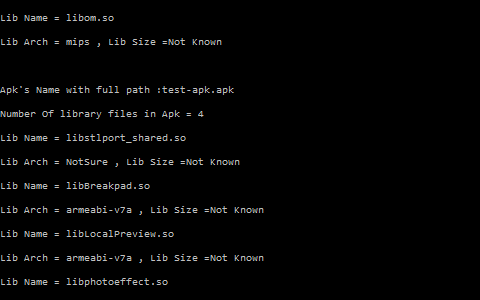 Lib Name = libom.so
Lib Arch = mips , Lib Size =Not Known
Apk's Name with full path :test-apk.apk
Number Of library files in Apk = 4
Lib Name = libstlport_shared.so
Lib Arch = NotSure , Lib Size =Not Known
Lib Name = libBreakpad.so
Lib Arch = armeabi-v7a , Lib Size =Not Known
Lib Name = libLocalPreview.so
Lib Arch = armeabi-v7a , Lib Size =Not Known
Lib Name = libphotoeffect.so